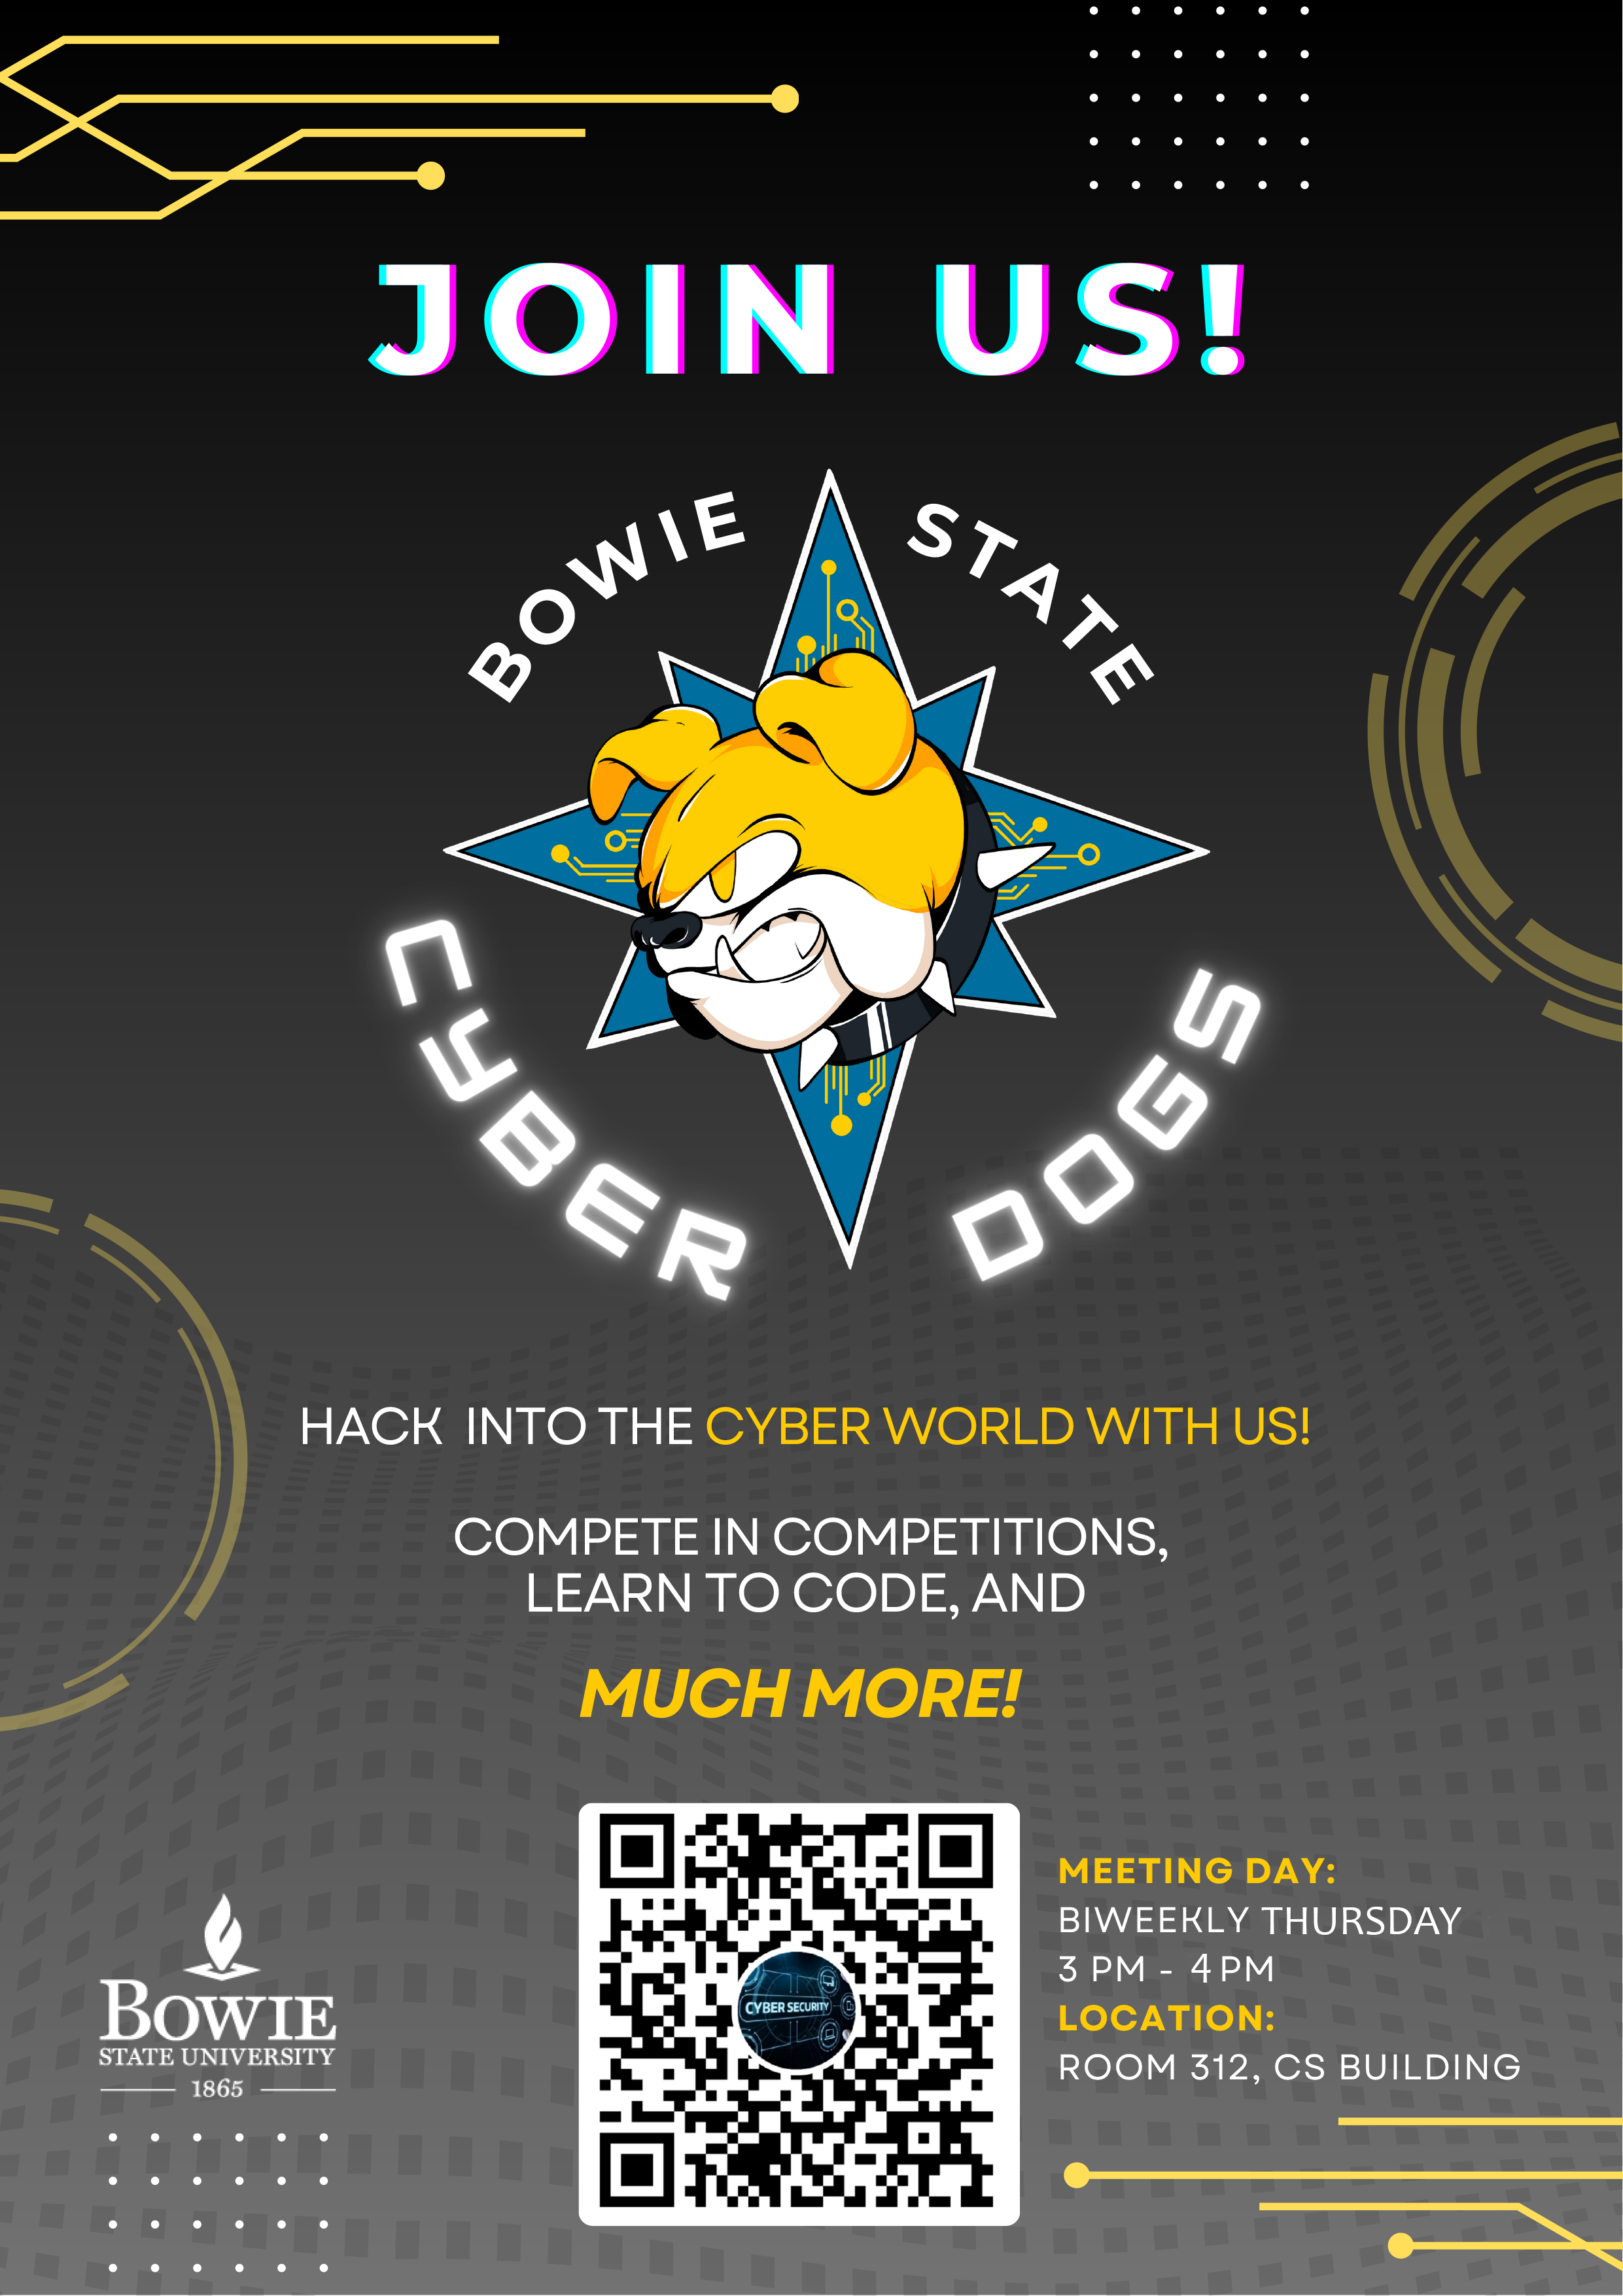 JOIN US!
BOWIE STATE
CYBER DOGS
HACK INTO THE CYBER WORLD WITH US!
COMPETE IN COMPETITIONS,
LEARN TO CODE, AND
MUCH MORE!
CYBER SECURITY
MEETING DAY:
BIWEEKLY THURSDAY
3 PM - 4 PM
LOCATION:
ROOM 312, CS BUILDING
BOWIE
STATE UNIVERSITY
1865